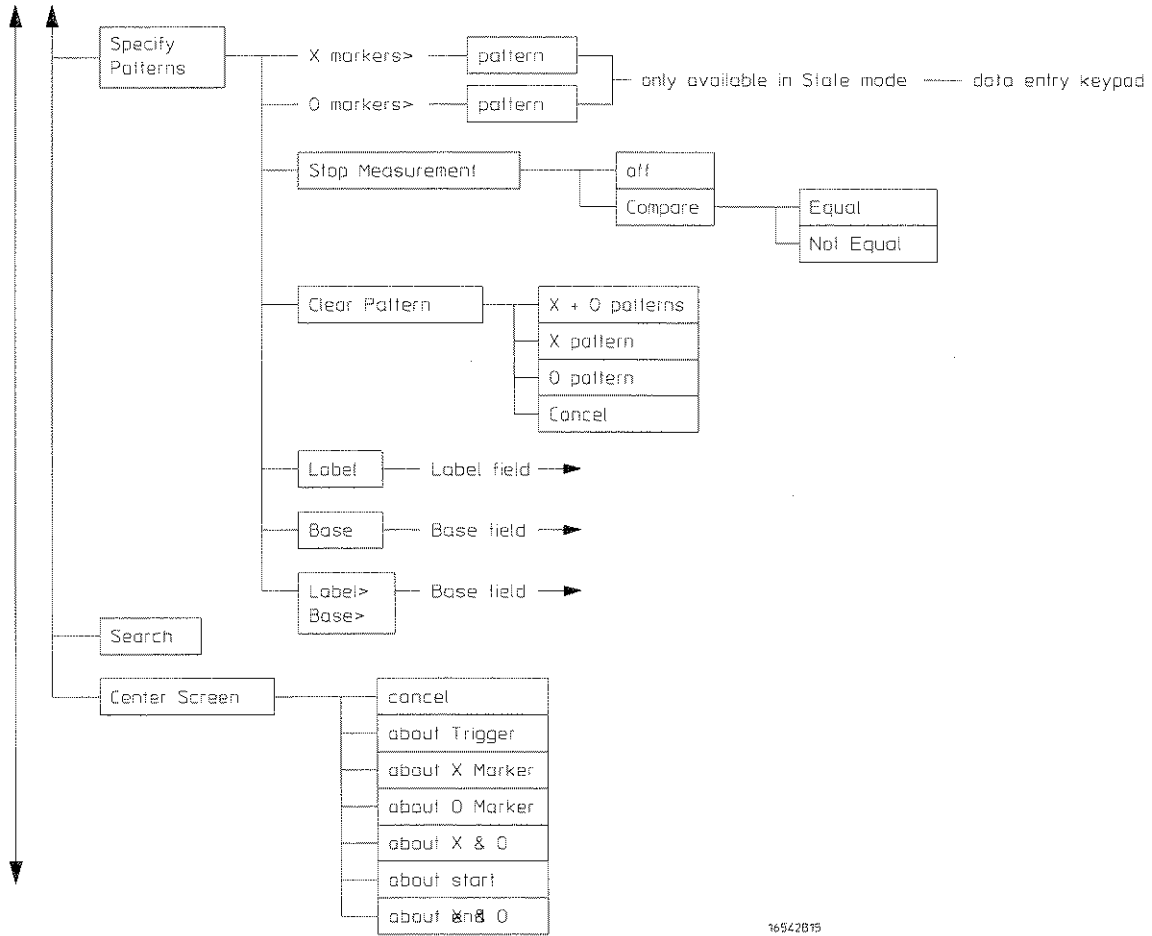 Specify
Patterns
X markers> pattern
O markers> pattern
only available in State mode
data entry keypad
Stop Measurement
off
Compare
Equal
Not Equal
Clear Pattern
X + O patterns
X pattern
O pattern
Cancel
Label
Label field
Base
Base field
Label>
Base>
Base field
Search
Center Screen
cancel
about Trigger
about X Marker
about O Marker
about X & O
about start
about
16542B15